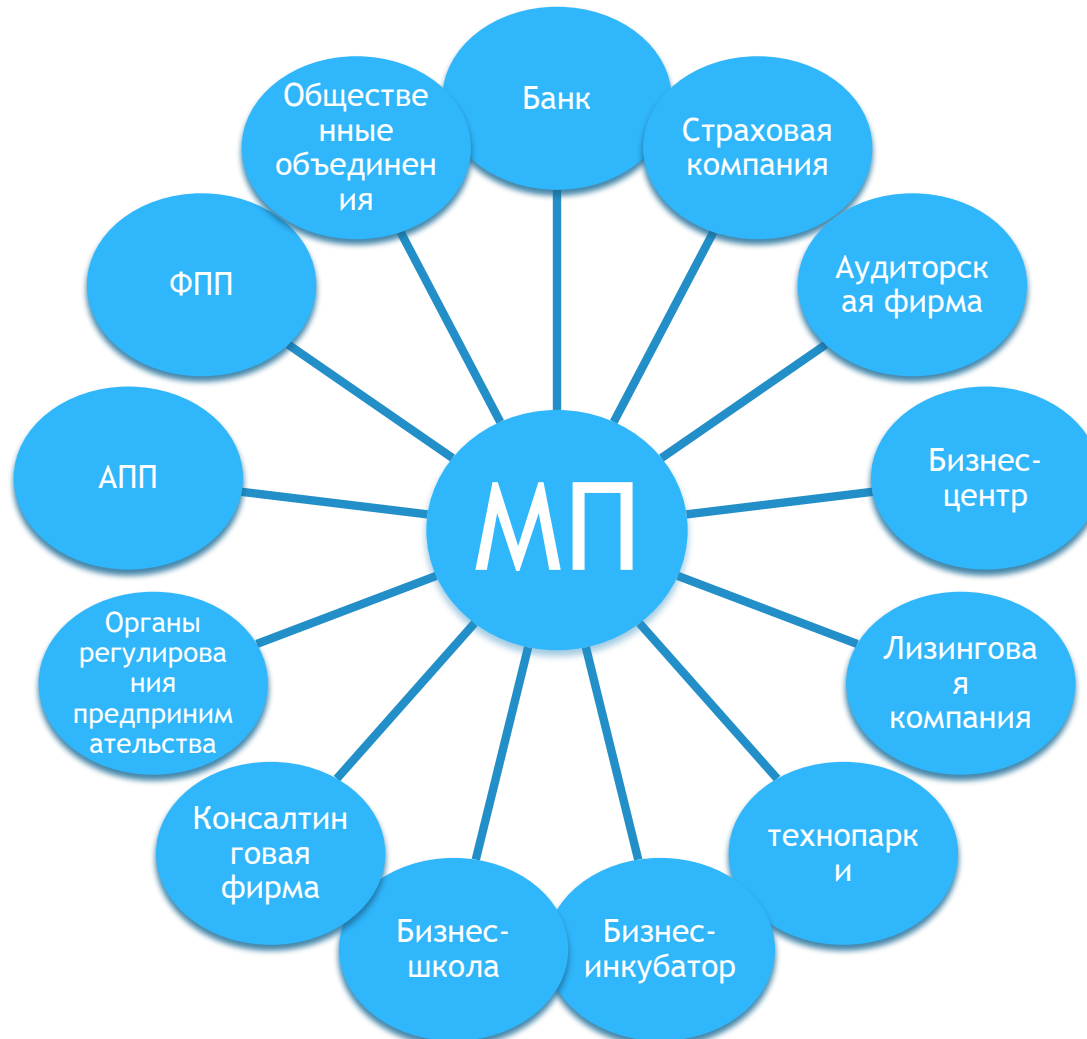 Банк
Страховая
компания
Аудиторск
ая фирма
Бизнес-
центр
Лизингова
я
компания
технопарк
и
Бизнес-
инкубатор
Бизнес-
школа
Консалтин
говая
фирма
Органы
регулирова
ния
предприним
ательства
АПП
ФПП
Обществе
нные
объединен
ия
МП